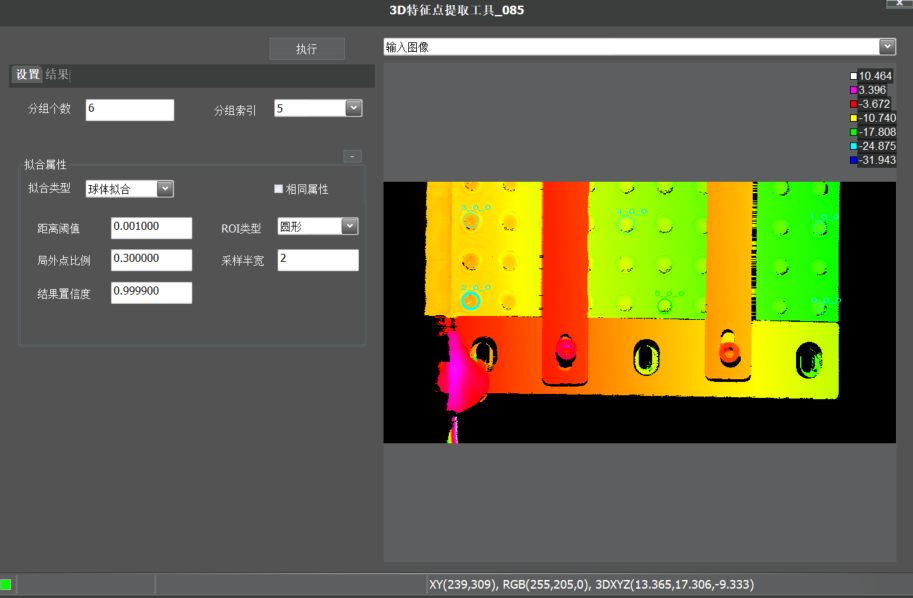 3D特征点提取工具_085
x
执行
输入图像
设置 结果
分组个数 6 分组索引 5
拟合属性 -
拟合类型 球体拟合 相同属性
距离阈值 0.001000 ROI类型 圆形
局外点比例 0.300000 采样半宽 2
结果置信度 0.999900
10.464
3.396
-3.672
-10.740
-17.808
-24.875
-31.943
XY(239,309), RGB(255,205,0), 3DXYZ(13.365,17.306,-9.333)